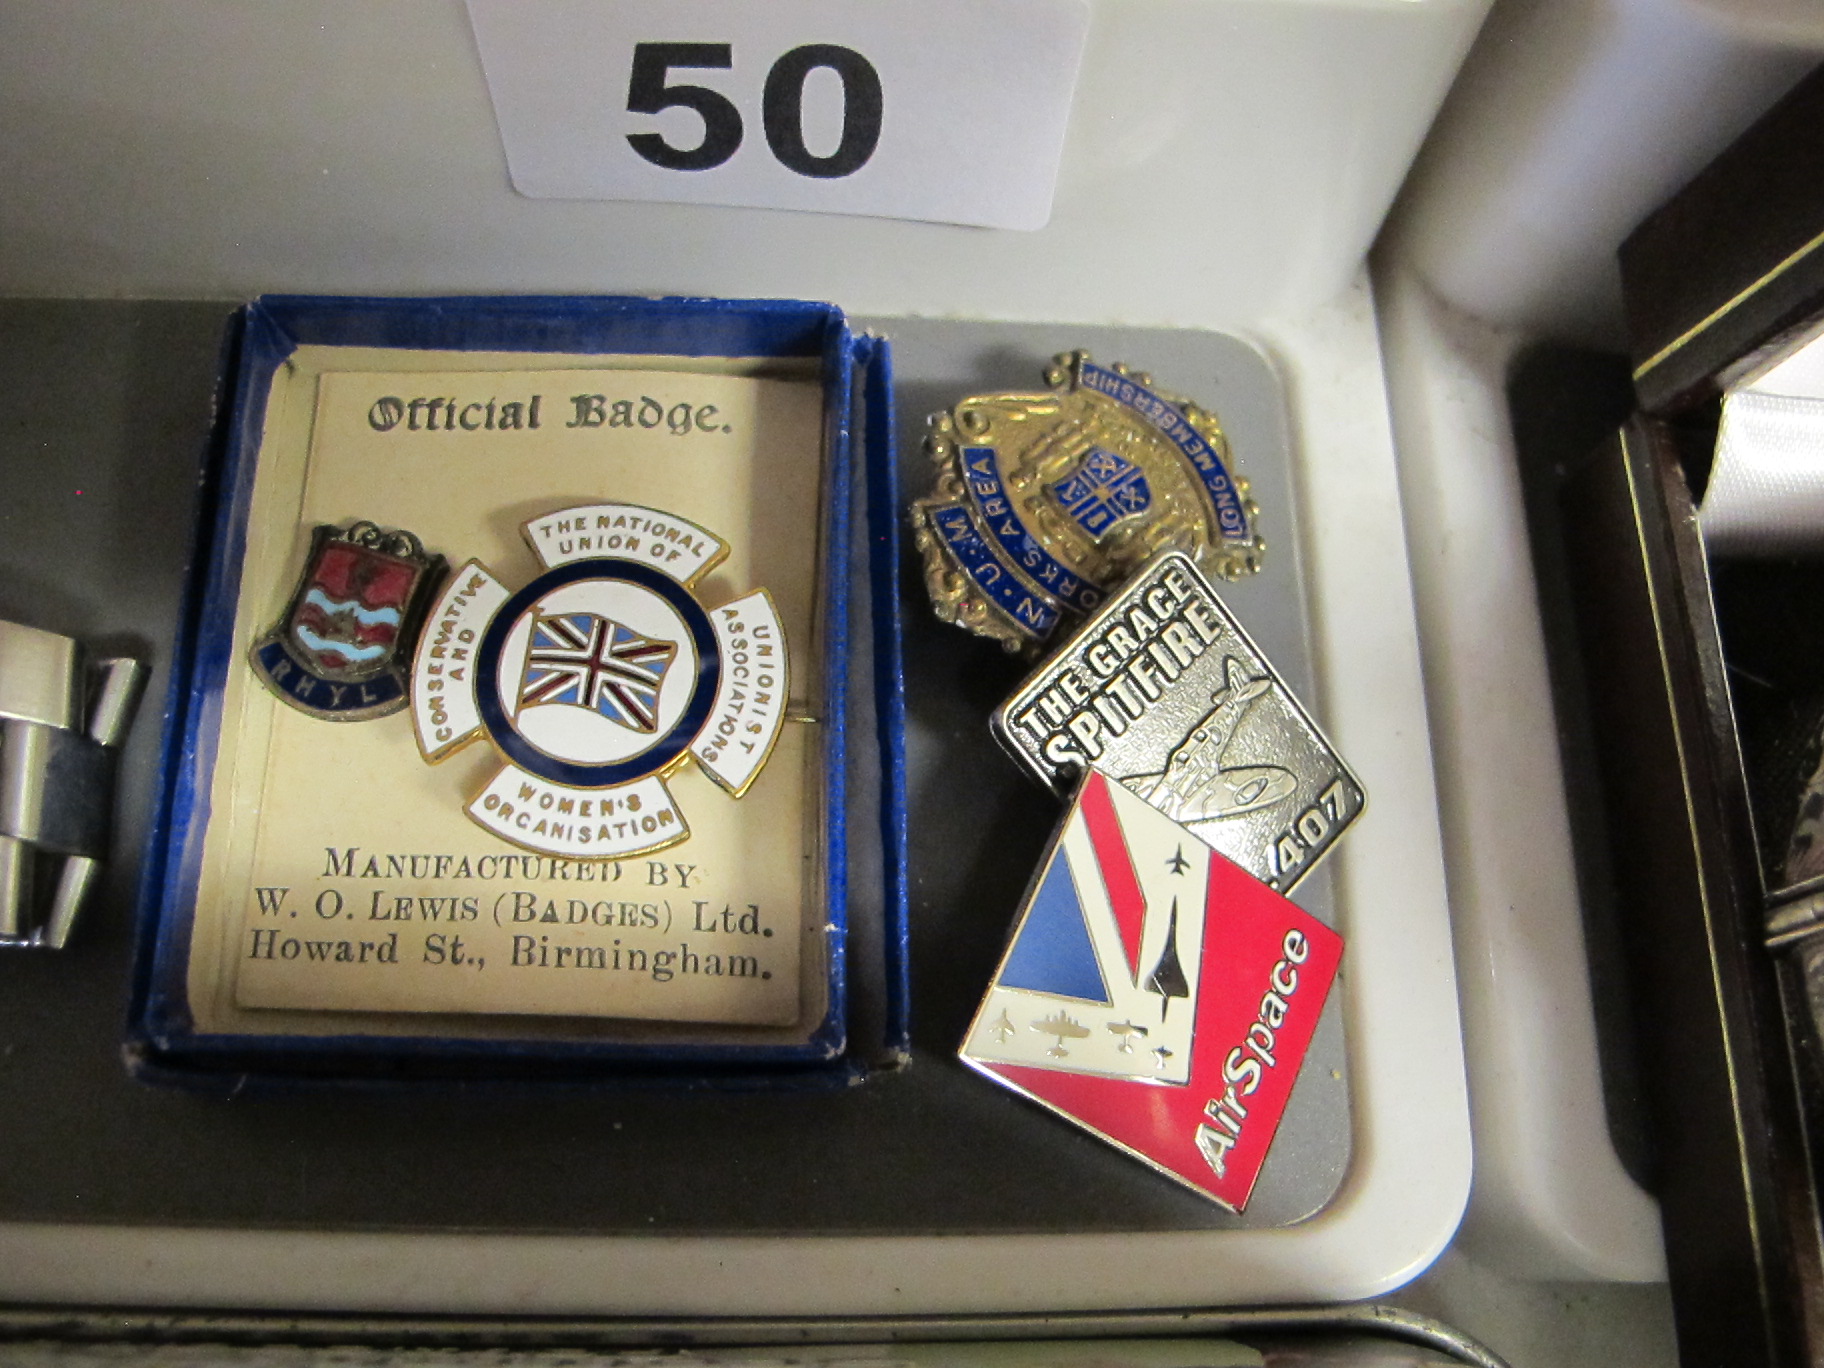 50
Official Badge.
RHYL
THE NATIONAL
UNION OF
CONSERVATIVE
AND
UNIONIST
ASSOCIATIONS
WOMEN'S
ORGANISATION
MANUFACTURED BY
W. O. LEWIS (BADGES) Ltd.
Howard St., Birmingham.
LONG MEMBERSHIP
N·U·M
AREA
THE GRACE
SPITFIRE
.407
AirSpace